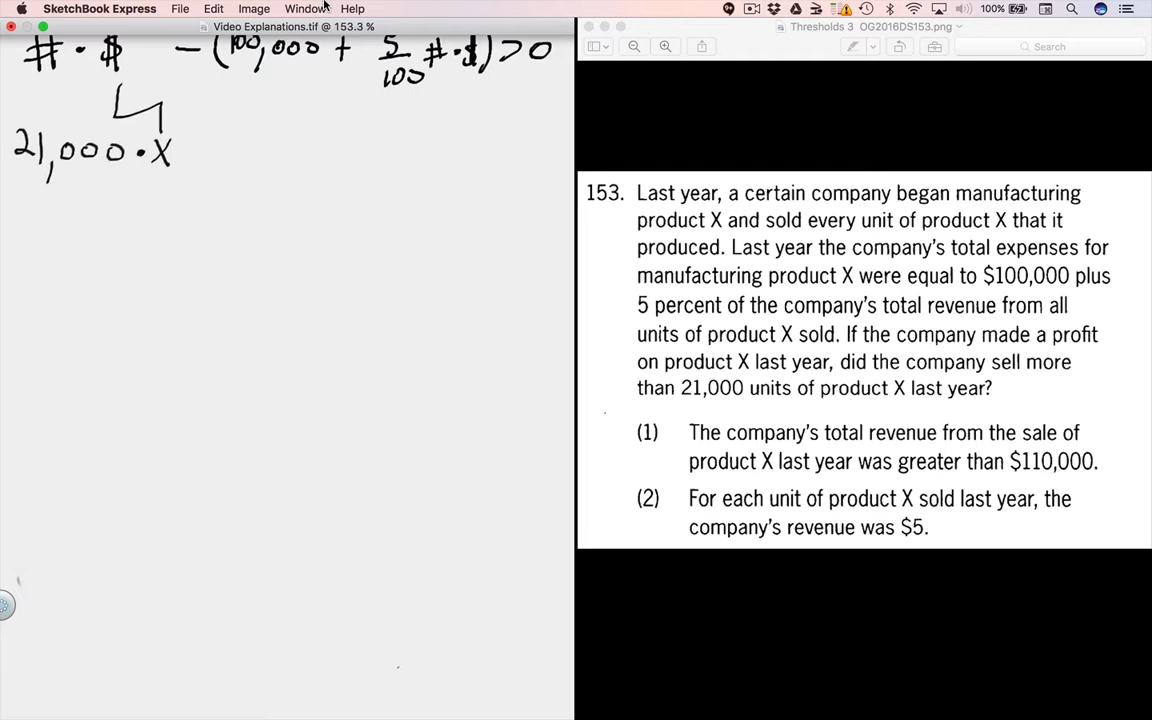 SketchBook Express File Edit Image Window Help 100%
Video Explanations.tif @ 153.3 %
Thresholds 3 OG2016DS153.png
Search
# · $ − (100,000 + 5/100 # · $) > 0
21,000 · X
153. Last year, a certain company began manufacturing
product X and sold every unit of product X that it
produced. Last year the company's total expenses for
manufacturing product X were equal to $100,000 plus
5 percent of the company's total revenue from all
units of product X sold. If the company made a profit
on product X last year, did the company sell more
than 21,000 units of product X last year?
(1) The company's total revenue from the sale of
product X last year was greater than $110,000.
(2) For each unit of product X sold last year, the
company's revenue was $5.